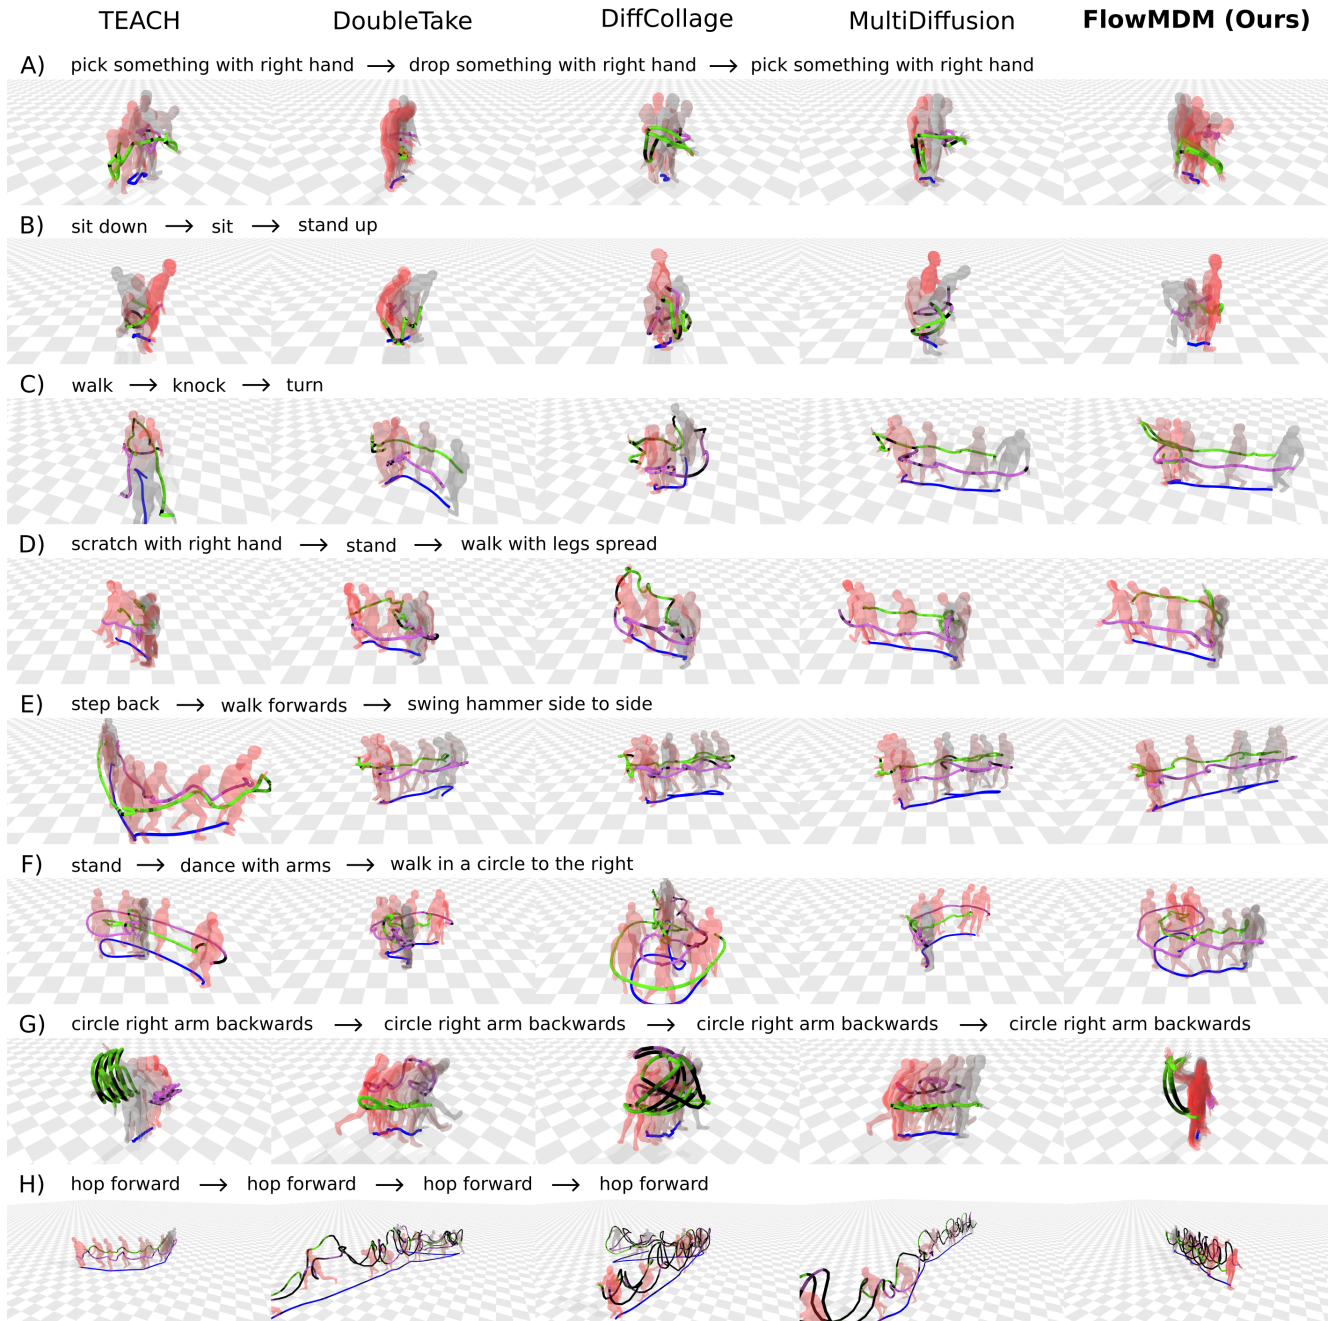 TEACH DoubleTake DiffCollage MultiDiffusion FlowMDM (Ours)
A) pick something with right hand → drop something with right hand → pick something with right hand
B) sit down → sit → stand up
C) walk → knock → turn
D) scratch with right hand → stand → walk with legs spread
E) step back → walk forwards → swing hammer side to side
F) stand → dance with arms → walk in a circle to the right
G) circle right arm backwards → circle right arm backwards → circle right arm backwards → circle right arm backwards
H) hop forward → hop forward → hop forward → hop forward